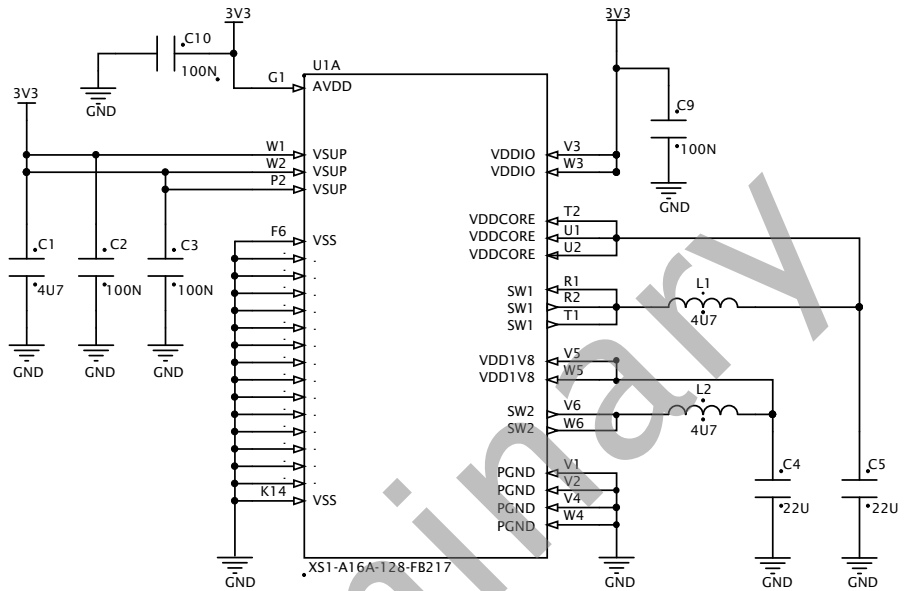 3V3
C10
100N
GND
G1
U1A
AVDD
3V3
3V3
C9
100N
GND
W1
VSUP
W2
VSUP
P2
VSUP
V3
VDDIO
W3
VDDIO
F6
VSS
K14
VSS
GND
C1
4U7
GND
C2
100N
GND
C3
100N
GND
T2
VDDCORE
U1
VDDCORE
U2
VDDCORE
R1
SW1
R2
SW1
T1
SW1
L1
4U7
V5
VDD1V8
W5
VDD1V8
V6
SW2
W6
SW2
L2
4U7
V1
PGND
V2
PGND
V4
PGND
W4
PGND
GND
C4
22U
GND
C5
22U
GND
XS1-A16A-128-FB217
inary